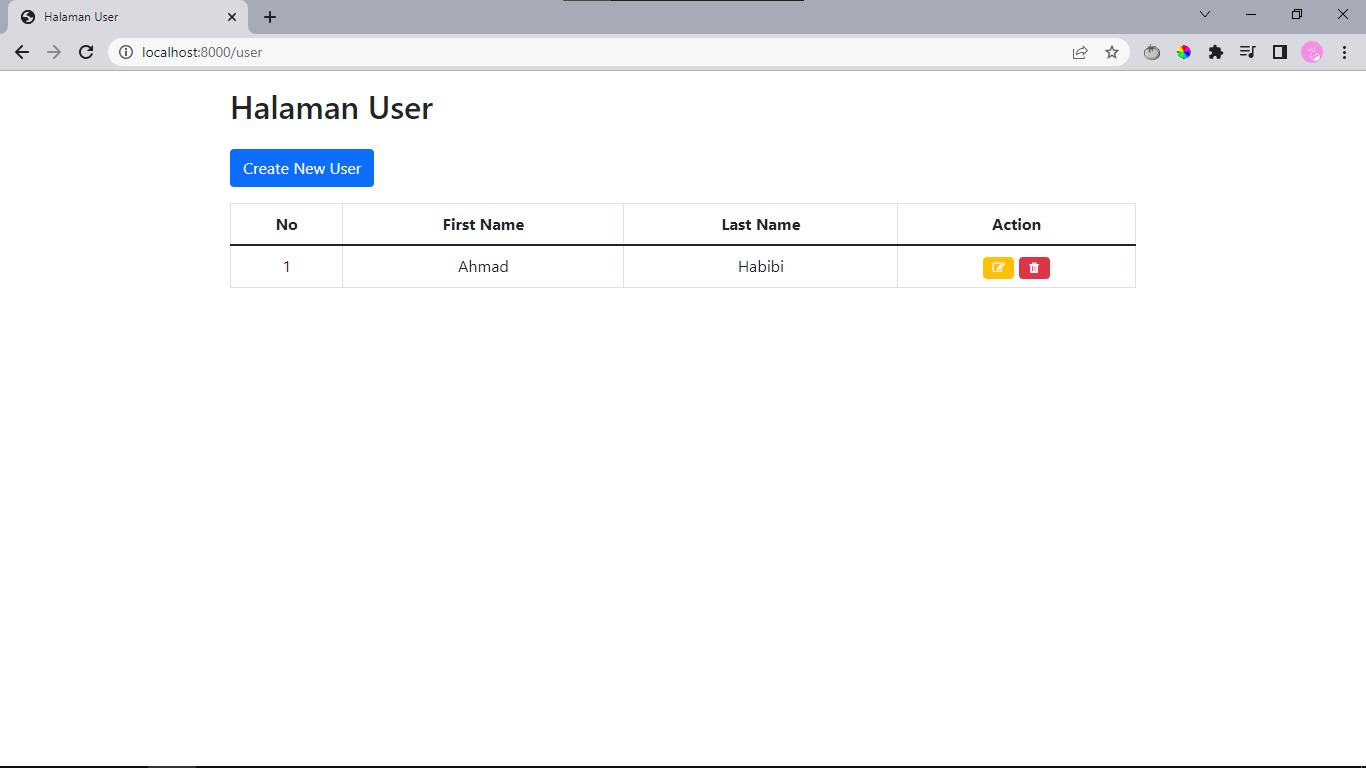 Halaman User
localhost:8000/user
Halaman User
Create New User
No First Name Last Name Action
1 Ahmad Habibi